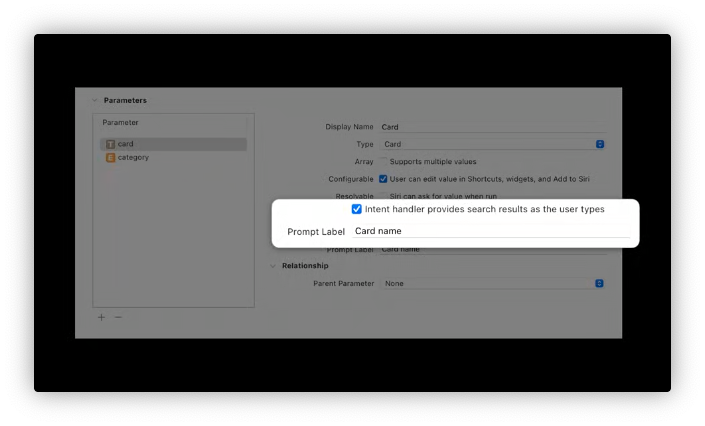 Parameters
Parameter
T card
E category
Display Name Card
Type Card
Array Supports multiple values
Configurable User can edit value in Shortcuts, widgets, and Add to Siri
Resolvable Siri can ask for value when run
Intent handler provides search results as the user types
Prompt Label Card name
Prompt Label Card name
Relationship
Parent Parameter None